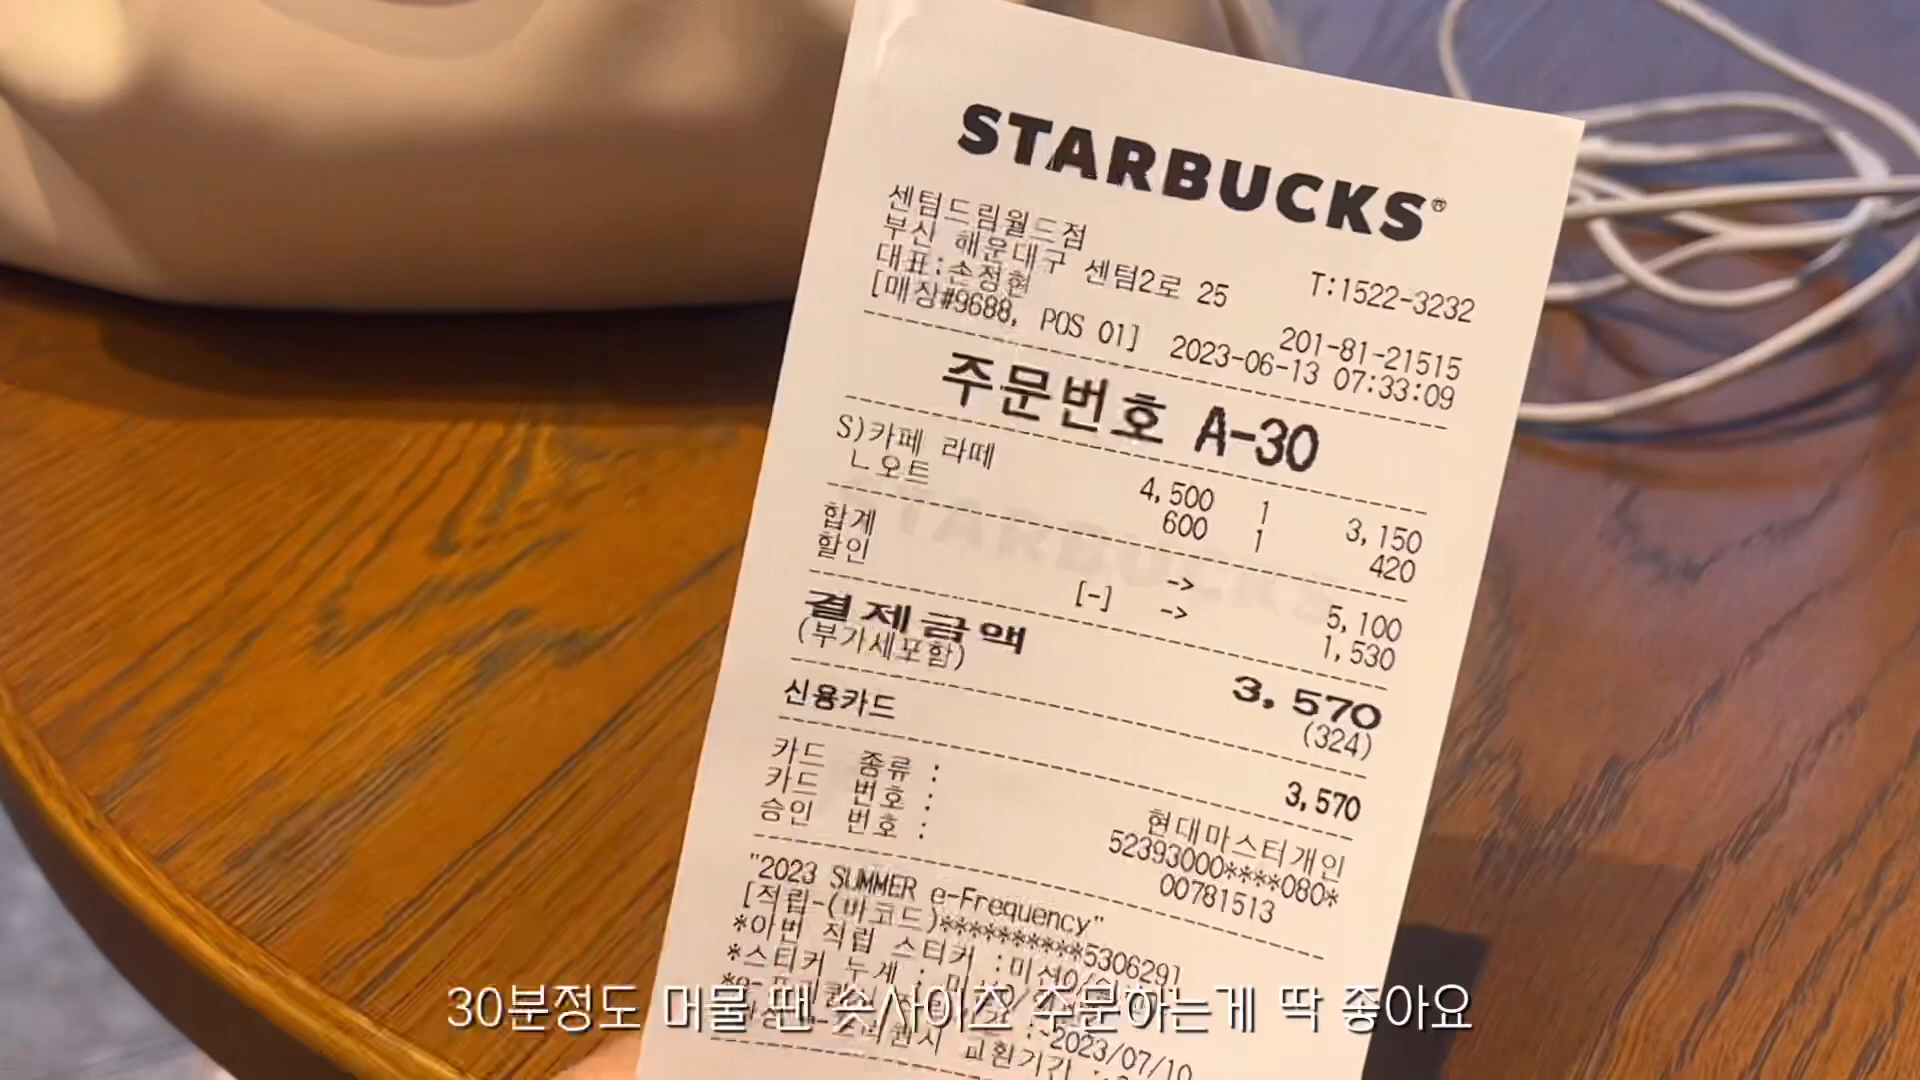 STARBUCKS®
센텀드림월드점 T:1522-3232
부산 해운대구 센텀2로 25
대표:손정현 201-81-21515
[매장#9688, POS 01] 2023-06-13 07:33:09
주문번호 A-30
S)카페 라떼 4,500 1 3,150
ㄴ오트 600 1 420
합계 -> 5,100
할인 [-] -> 1,530
결제금액 3,570
(부가세포함) (324)
신용카드 3,570
카드 종류 : 현대마스터개인
카드 번호 : 52393000****080*
승인 번호 : 00781513
"2023 SUMMER e-Frequency"
[적립-(바코드)**********5306291
*이번 적립 스티커 :미션0/
*스티커 누계 :
교환기간 :~2023/07/10
30분정도 머물 땐 숏사이즈 주문하는게 딱 좋아요